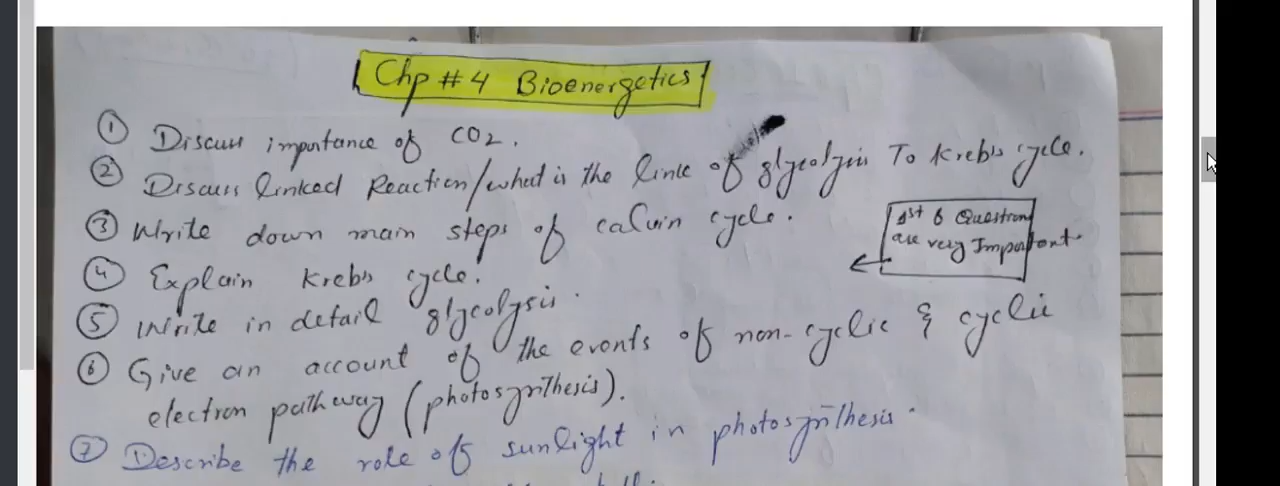 Chp # 4 Bioenergetics
① Discuss importance of CO2.
② Discuss linked Reaction/what is the link of glycolysis To Krebs cycle.
③ Write down main steps of calvin cycle.
1st 6 Question
are very Important
④ Explain Krebs cycle.
⑤ Write in detail glycolysis.
⑥ Give an account of the events of non-cyclic & cyclic
electron pathway (photosynthesis).
⑦ Describe the role of sunlight in photosynthesis.